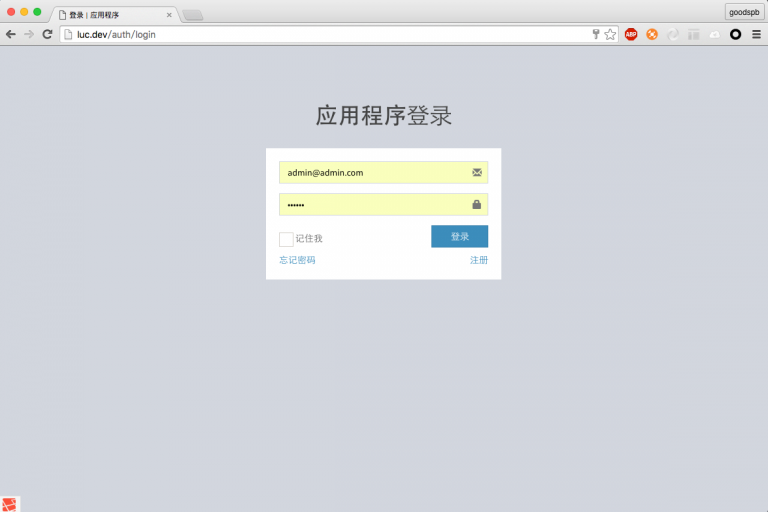 登录 | 应用程序
goodspb
luc.dev/auth/login
ABP
应用程序登录
admin@admin.com
••••••
记住我
登录
忘记密码
注册